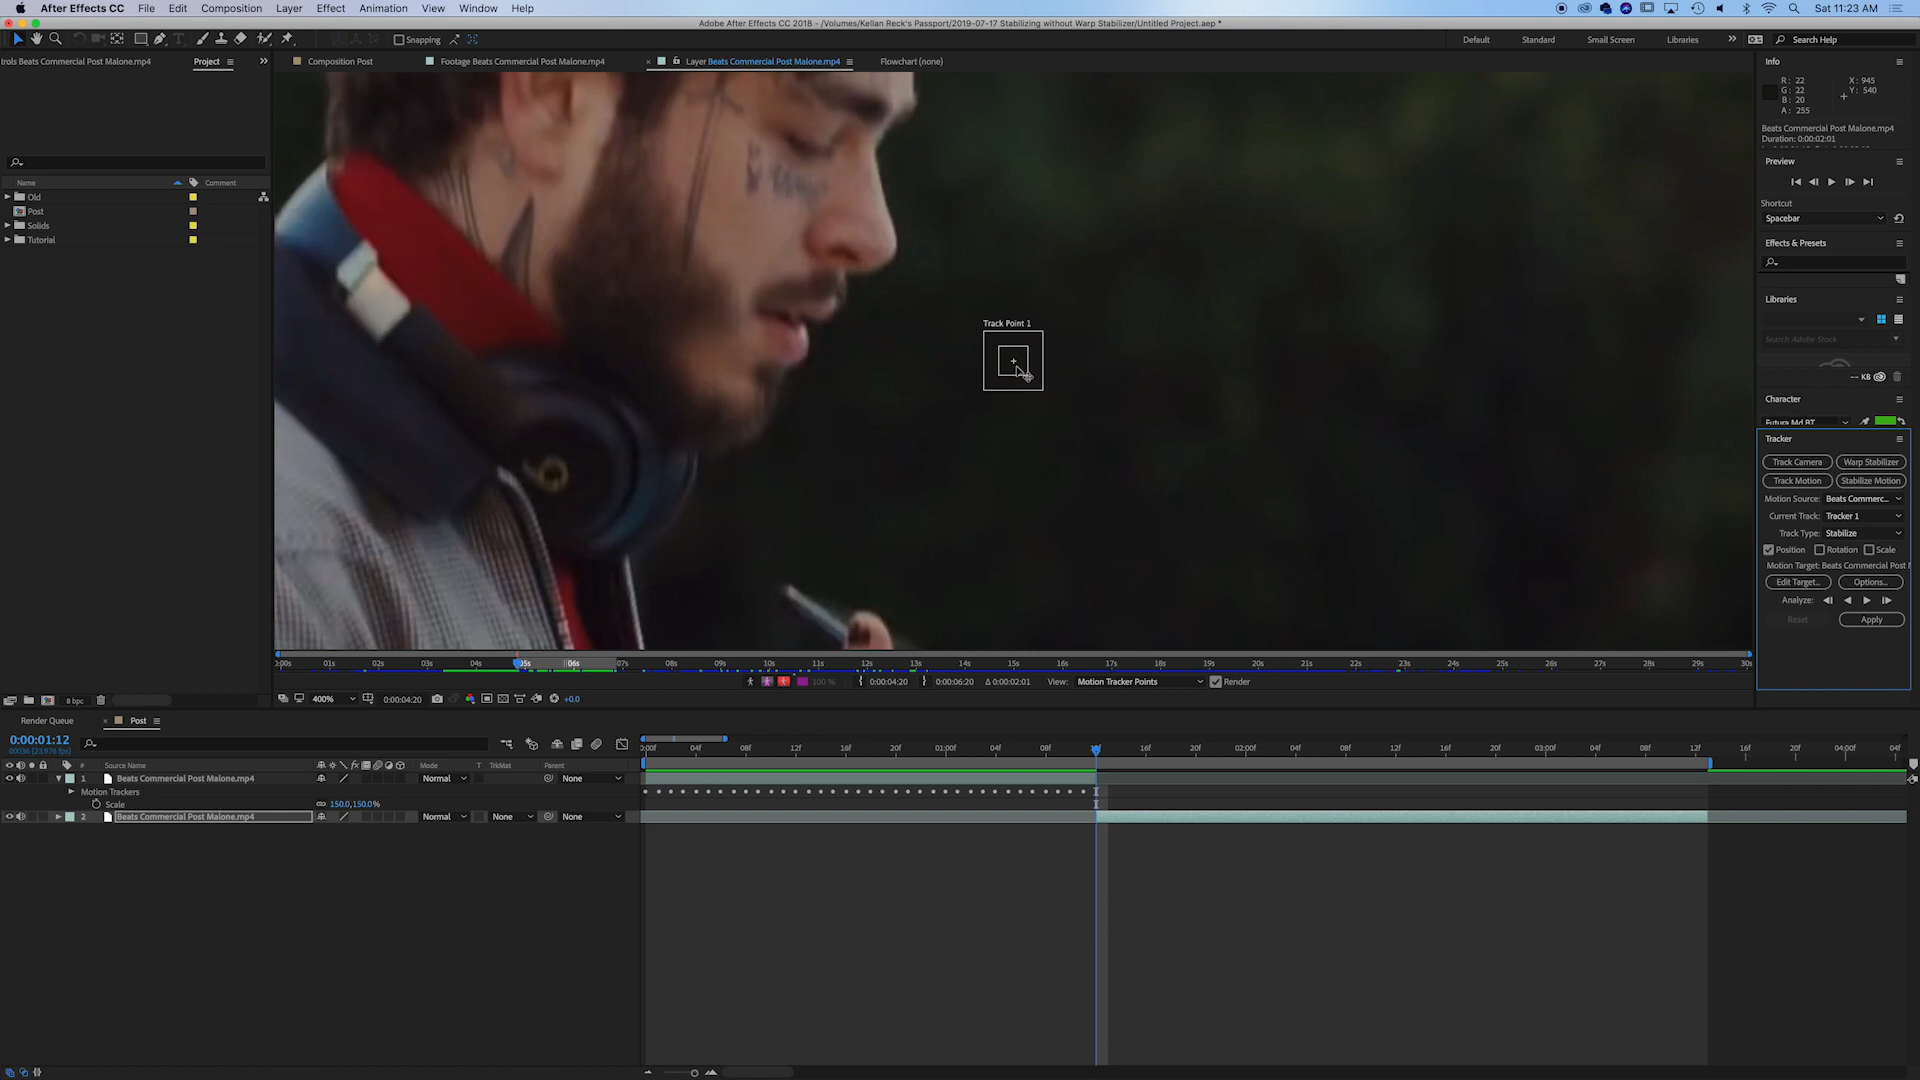 After Effects CC File Edit Composition Layer Effect Animation View Window Help Sat 11:23 AM
Adobe After Effects CC 2018 - /Volumes/Kellan Reck's Passport/2019-07-17 Stabilizing without Warp Stabilizer/Untitled Project.aep *
Snapping Default Standard Small Screen Libraries Search Help
trols Beats Commercial Post Malone.mp4 Project Composition Post Footage Beats Commercial Post Malone.mp4 Layer Beats Commercial Post Malone.mp4 Flowchart (none) Info
R: 22 X: 945
G: 22 Y: 540
B: 20
A: 255
Beats Commercial Post Malone.mp4
Duration: 0:00:02:01
Preview
Name Comment
Old
Post
Solids
Tutorial
Shortcut
Spacebar
Effects & Presets
Libraries
Search Adobe Stock
-- KB
Character
Futura Md BT
Track Point 1
Tracker
Track Camera Warp Stabilizer
Track Motion Stabilize Motion
Motion Source: Beats Commerc...
Current Track: Tracker 1
Track Type: Stabilize
Position Rotation Scale
Motion Target: Beats Commercial Post
Edit Target... Options...
Analyze:
Reset Apply
0:00s 01s 02s 03s 04s 05s 06s 07s 08s 09s 10s 11s 12s 13s 14s 15s 16s 17s 18s 19s 20s 21s 22s 23s 24s 25s 26s 27s 28s 29s 30s
100 % 0:00:04:20 0:00:06:20 Δ 0:00:02:01 View: Motion Tracker Points Render
8 bpc 400% 0:00:04:20 +0.0
Render Queue Post
0:00:01:12
00036 (23.976 fps)
0:00f 04f 08f 12f 16f 20f 01:00f 04f 08f 16f 20f 02:00f 04f 08f 12f 16f 20f 03:00f 04f 08f 12f 16f 20f 04:00f 04f
# Source Name Mode T TrkMat Parent
1 Beats Commercial Post Malone.mp4 Normal None
Motion Trackers
Scale 150.0,150.0%
2 Beats Commercial Post Malone.mp4 Normal None None